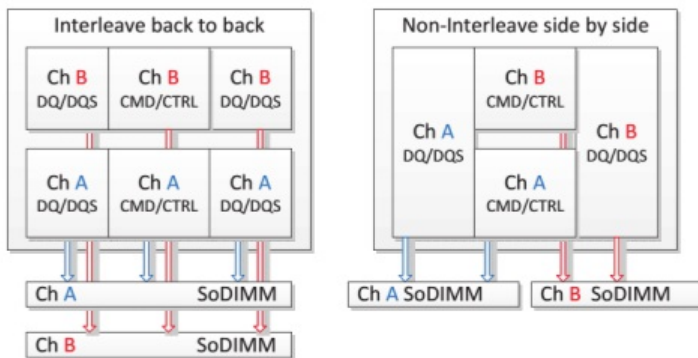 Interleave back to back
Ch B
DQ/DQS
Ch B
CMD/CTRL
Ch B
DQ/DQS
Ch A
DQ/DQS
Ch A
CMD/CTRL
Ch A
DQ/DQS
Ch A SoDIMM
Ch B SoDIMM
Non-Interleave side by side
Ch A
DQ/DQS
Ch B
CMD/CTRL
Ch A
CMD/CTRL
Ch B
DQ/DQS
Ch A SoDIMM
Ch B SoDIMM